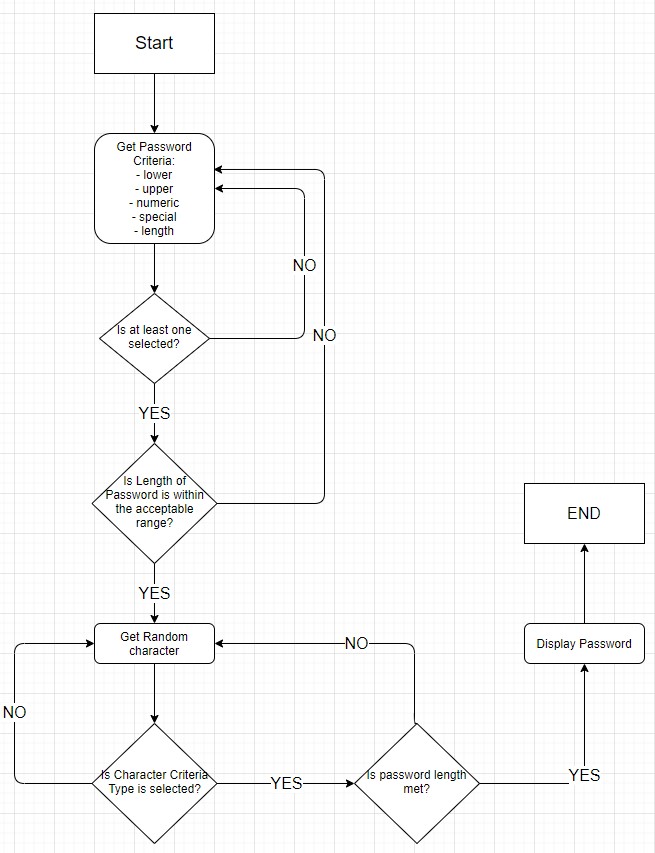 Start
Get Password
Criteria:
- lower
- upper
- numeric
- special
- length
NO
Is at least one
selected?
NO
YES
Is Length of
Password is within
the acceptable
range?
END
YES
Get Random
character
NO
Display Password
NO
Is Character Criteria
Type is selected?
YES
Is password length
met?
YES